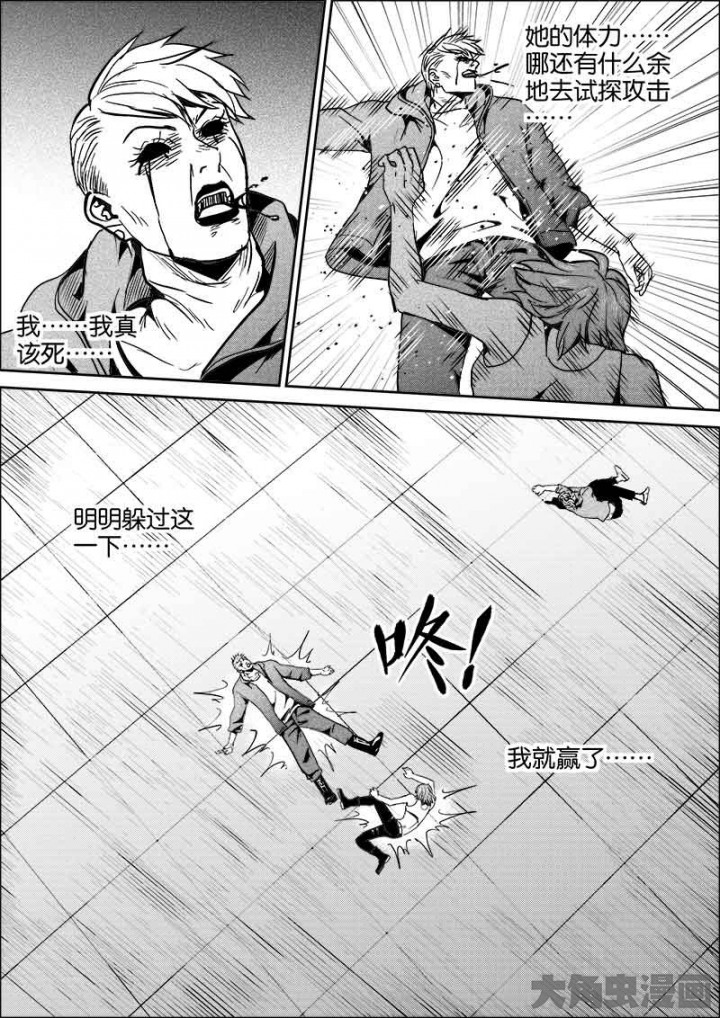 我……我真
该死……
她的体力……
哪还有什么余
地去试探攻击
……
明明躲过这
一下……
咚!
我就赢了……
大角虫漫画